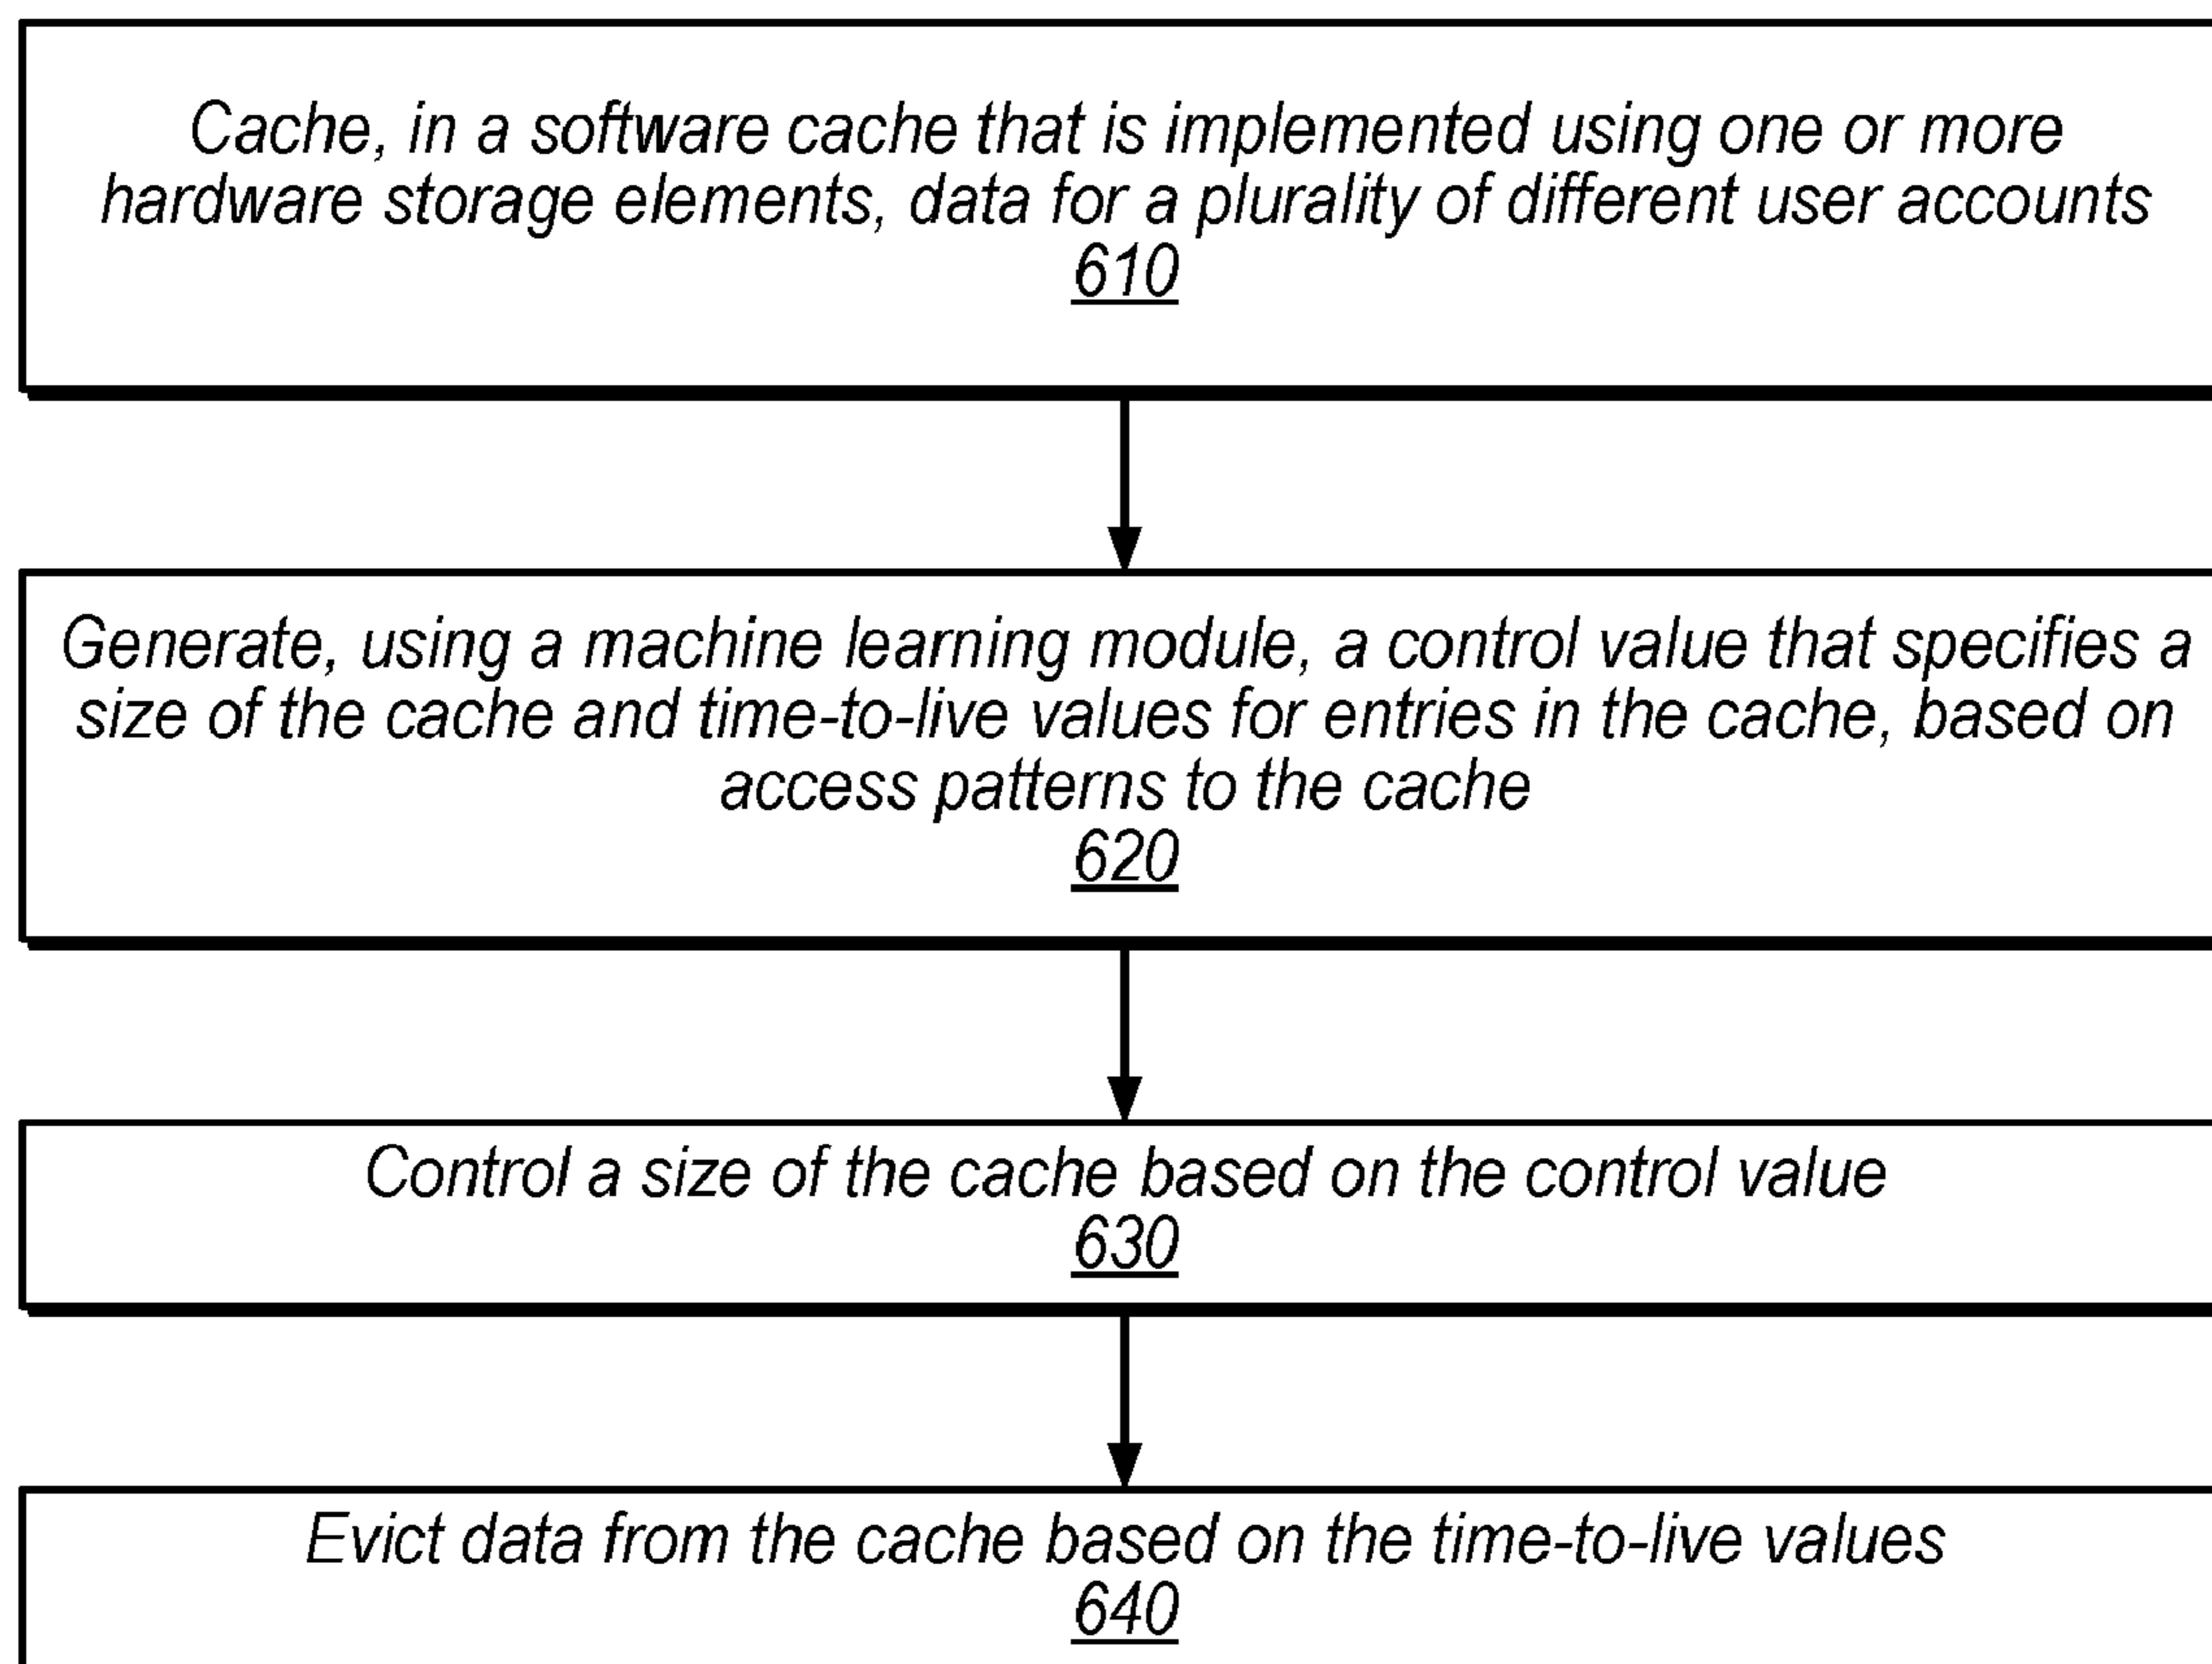 Cache, in a software cache that is implemented using one or more
hardware storage elements, data for a plurality of different user accounts
610
Generate, using a machine learning module, a control value that specifies a
size of the cache and time-to-live values for entries in the cache, based on
access patterns to the cache
620
Control a size of the cache based on the control value
630
Evict data from the cache based on the time-to-live values
640